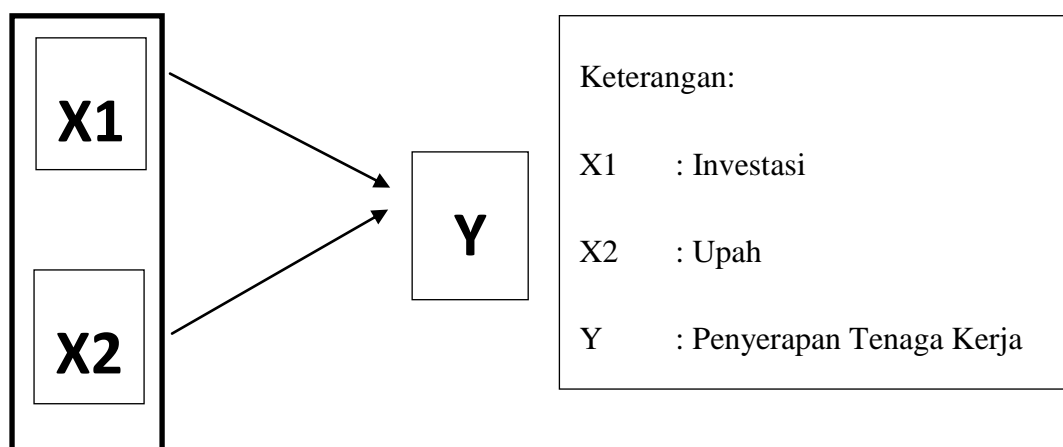 X1
X2
Y
Keterangan:
X1 : Investasi
X2 : Upah
Y : Penyerapan Tenaga Kerja